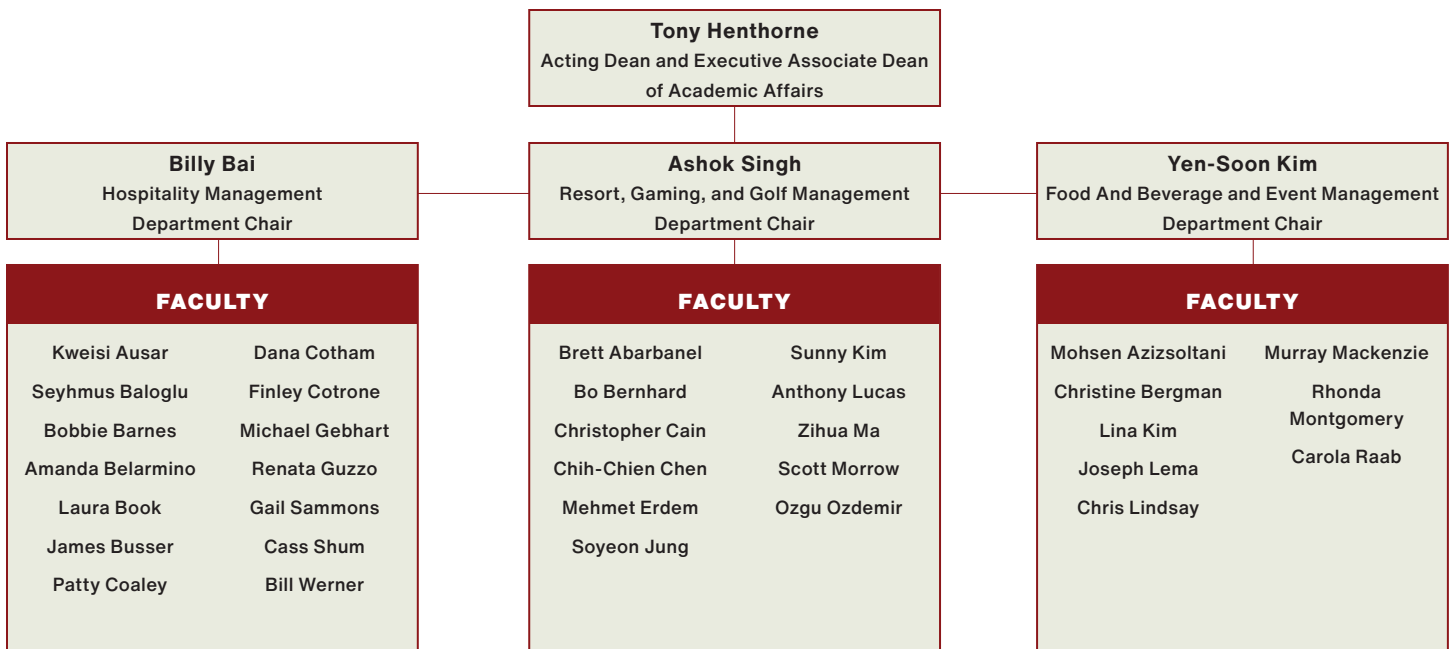 Tony Henthorne
Acting Dean and Executive Associate Dean
of Academic Affairs
Billy Bai
Hospitality Management
Department Chair
Ashok Singh
Resort, Gaming, and Golf Management
Department Chair
Yen-Soon Kim
Food And Beverage and Event Management
Department Chair
FACULTY
Kweisi Ausar
Seyhmus Baloglu
Bobbie Barnes
Amanda Belarmino
Laura Book
James Busser
Patty Coaley
Dana Cotham
Finley Cotrone
Michael Gebhart
Renata Guzzo
Gail Sammons
Cass Shum
Bill Werner
FACULTY
Brett Abarbanel
Bo Bernhard
Christopher Cain
Chih-Chien Chen
Mehmet Erdem
Soyeon Jung
Sunny Kim
Anthony Lucas
Zihua Ma
Scott Morrow
Ozgu Ozdemir
FACULTY
Mohsen Azizsoltani
Christine Bergman
Lina Kim
Joseph Lema
Chris Lindsay
Murray Mackenzie
Rhonda
Montgomery
Carola Raab